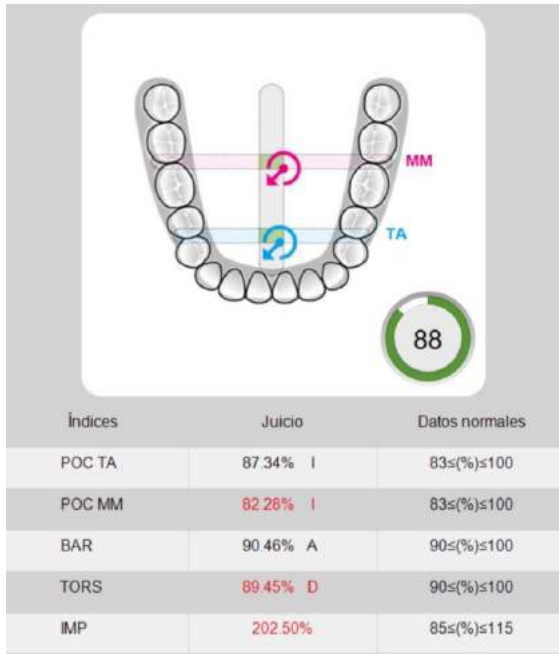 MM
TA
88
Índices Juicio Datos normales
POC TA 87.34% I 83≤(%)≤100
POC MM 82.28% I 83≤(%)≤100
BAR 90.46% A 90≤(%)≤100
TORS 89.45% D 90≤(%)≤100
IMP 202.50% 85≤(%)≤115